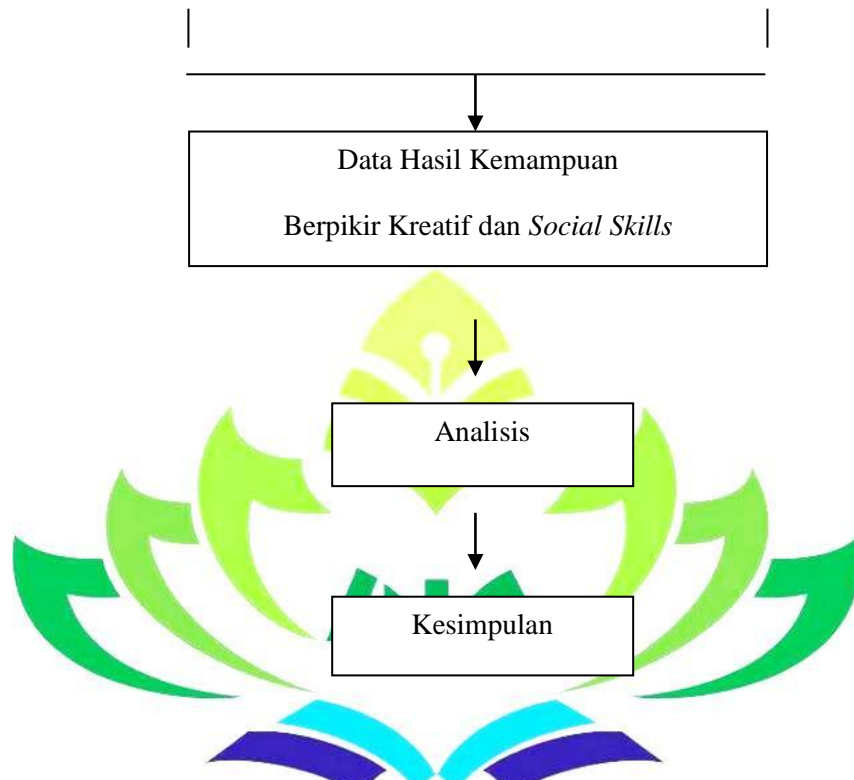 Data Hasil Kemampuan
Berpikir Kreatif dan Social Skills
Analisis
Kesimpulan